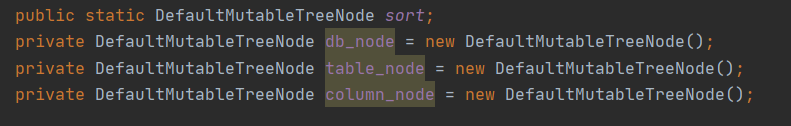 public static DefaultMutableTreeNode sort;
private DefaultMutableTreeNode db_node = new DefaultMutableTreeNode();
private DefaultMutableTreeNode table_node = new DefaultMutableTreeNode();
private DefaultMutableTreeNode column_node = new DefaultMutableTreeNode();